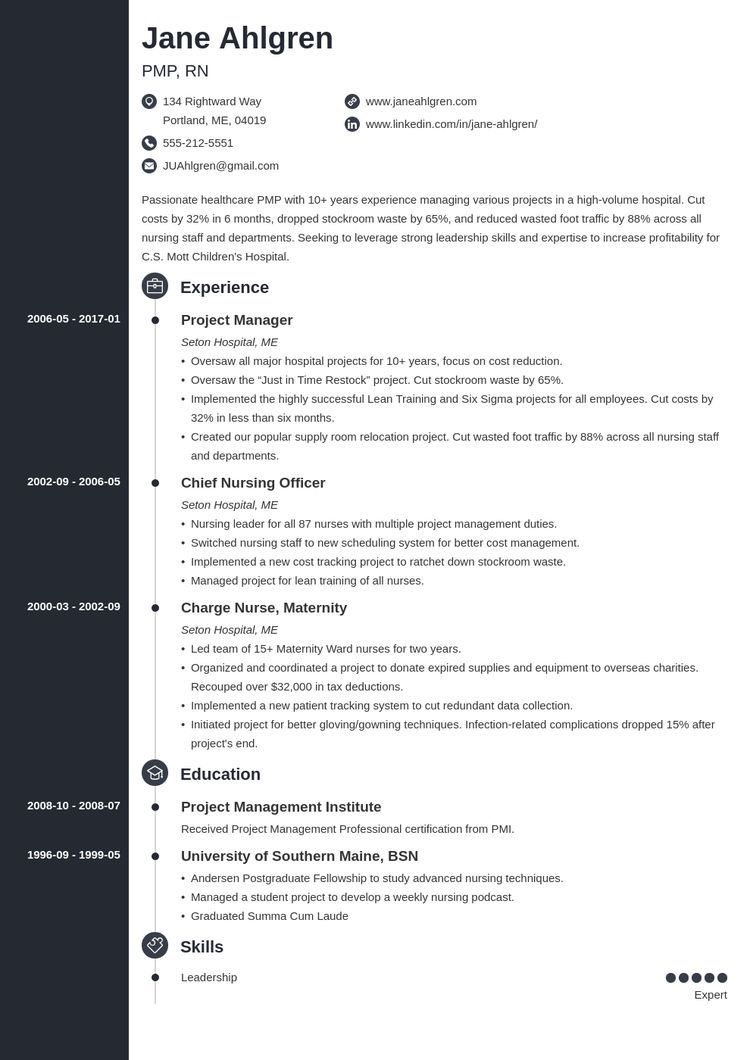 Jane Ahlgren
PMP, RN
134 Rightward Way
Portland, ME, 04019
555-212-5551
JUAhlgren@gmail.com
www.janeahlgren.com
www.linkedin.com/in/jane-ahlgren/
Passionate healthcare PMP with 10+ years experience managing various projects in a high-volume hospital. Cut
costs by 32% in 6 months, dropped stockroom waste by 65%, and reduced wasted foot traffic by 88% across all
nursing staff and departments. Seeking to leverage strong leadership skills and expertise to increase profitability for
C.S. Mott Children's Hospital.
Experience
2006-05 - 2017-01
Project Manager
Seton Hospital, ME
• Oversaw all major hospital projects for 10+ years, focus on cost reduction.
• Oversaw the “Just in Time Restock” project. Cut stockroom waste by 65%.
• Implemented the highly successful Lean Training and Six Sigma projects for all employees. Cut costs by
32% in less than six months.
• Created our popular supply room relocation project. Cut wasted foot traffic by 88% across all nursing staff
and departments.
2002-09 - 2006-05
Chief Nursing Officer
Seton Hospital, ME
• Nursing leader for all 87 nurses with multiple project management duties.
• Switched nursing staff to new scheduling system for better cost management.
• Implemented a new cost tracking project to ratchet down stockroom waste.
• Managed project for lean training of all nurses.
2000-03 - 2002-09
Charge Nurse, Maternity
Seton Hospital, ME
• Led team of 15+ Maternity Ward nurses for two years.
• Organized and coordinated a project to donate expired supplies and equipment to overseas charities.
Recouped over $32,000 in tax deductions.
• Implemented a new patient tracking system to cut redundant data collection.
• Initiated project for better gloving/gowning techniques. Infection-related complications dropped 15% after
project's end.
Education
2008-10 - 2008-07
Project Management Institute
Received Project Management Professional certification from PMI.
1996-09 - 1999-05
University of Southern Maine, BSN
• Andersen Postgraduate Fellowship to study advanced nursing techniques.
• Managed a student project to develop a weekly nursing podcast.
• Graduated Summa Cum Laude
Skills
Leadership
Expert